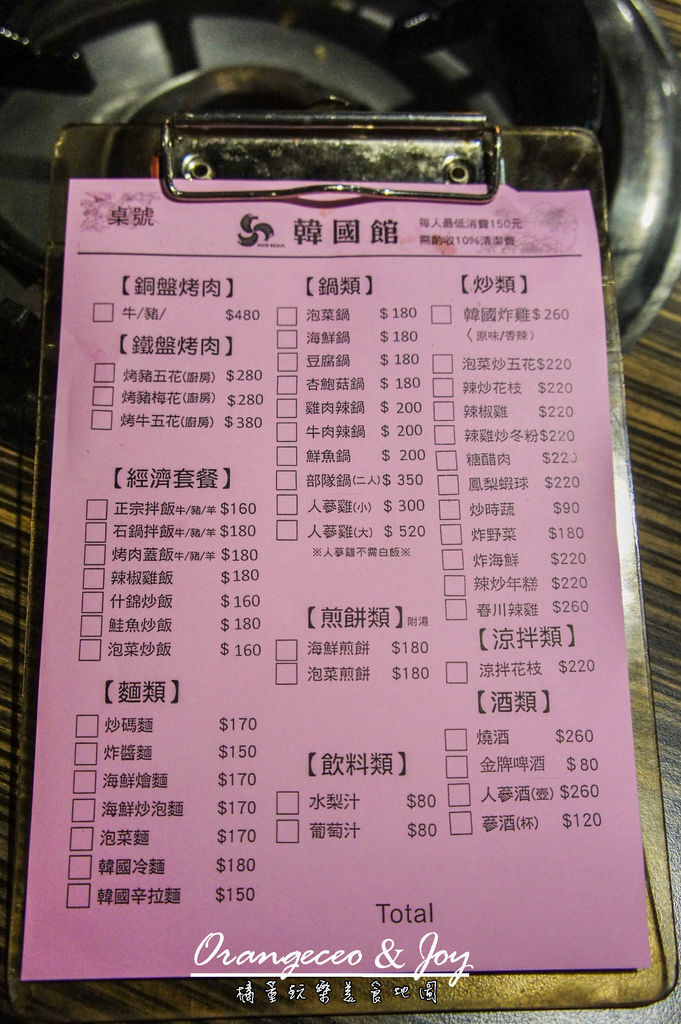 桌號
韓國館
每人最低消費150元
需酌收10%清潔費
【銅盤烤肉】
牛/豬/ $480
【鐵盤烤肉】
烤豬五花(廚房) $280
烤豬梅花(廚房) $280
烤牛五花(廚房) $380
【經濟套餐】
正宗拌飯牛/豬/羊 $160
石鍋拌飯牛/豬/羊 $180
烤肉蓋飯牛/豬/羊 $180
辣椒雞飯 $180
什錦炒飯 $160
鮭魚炒飯 $180
泡菜炒飯 $160
【麵類】
炒碼麵 $170
炸醬麵 $150
海鮮燴麵 $170
海鮮炒泡麵 $170
泡菜麵 $170
韓國冷麵 $180
韓國辛拉麵 $150
【鍋類】
泡菜鍋 $180
海鮮鍋 $180
豆腐鍋 $180
杏鮑菇鍋 $180
雞肉辣鍋 $200
牛肉辣鍋 $200
鮮魚鍋 $200
部隊鍋(二人) $350
人蔘雞(小) $300
人蔘雞(大) $520
※人蔘雞不需白飯※
【煎餅類】附湯
海鮮煎餅 $180
泡菜煎餅 $180
【飲料類】
水梨汁 $80
葡萄汁 $80
【炒類】
韓國炸雞 $260
(原味/香辣)
泡菜炒五花 $220
辣炒花枝 $220
辣椒雞 $220
辣雞炒冬粉 $220
糖醋肉 $220
鳳梨蝦球 $220
炒時蔬 $90
炸野菜 $180
炸海鮮 $220
辣炒年糕 $220
春川辣雞 $260
【涼拌類】
涼拌花枝 $220
【酒類】
燒酒 $260
金牌啤酒 $80
人蔘酒(壺) $260
蔘酒(杯) $120
Total
Orangeceo & Joy
橘童玩樂美食地圖